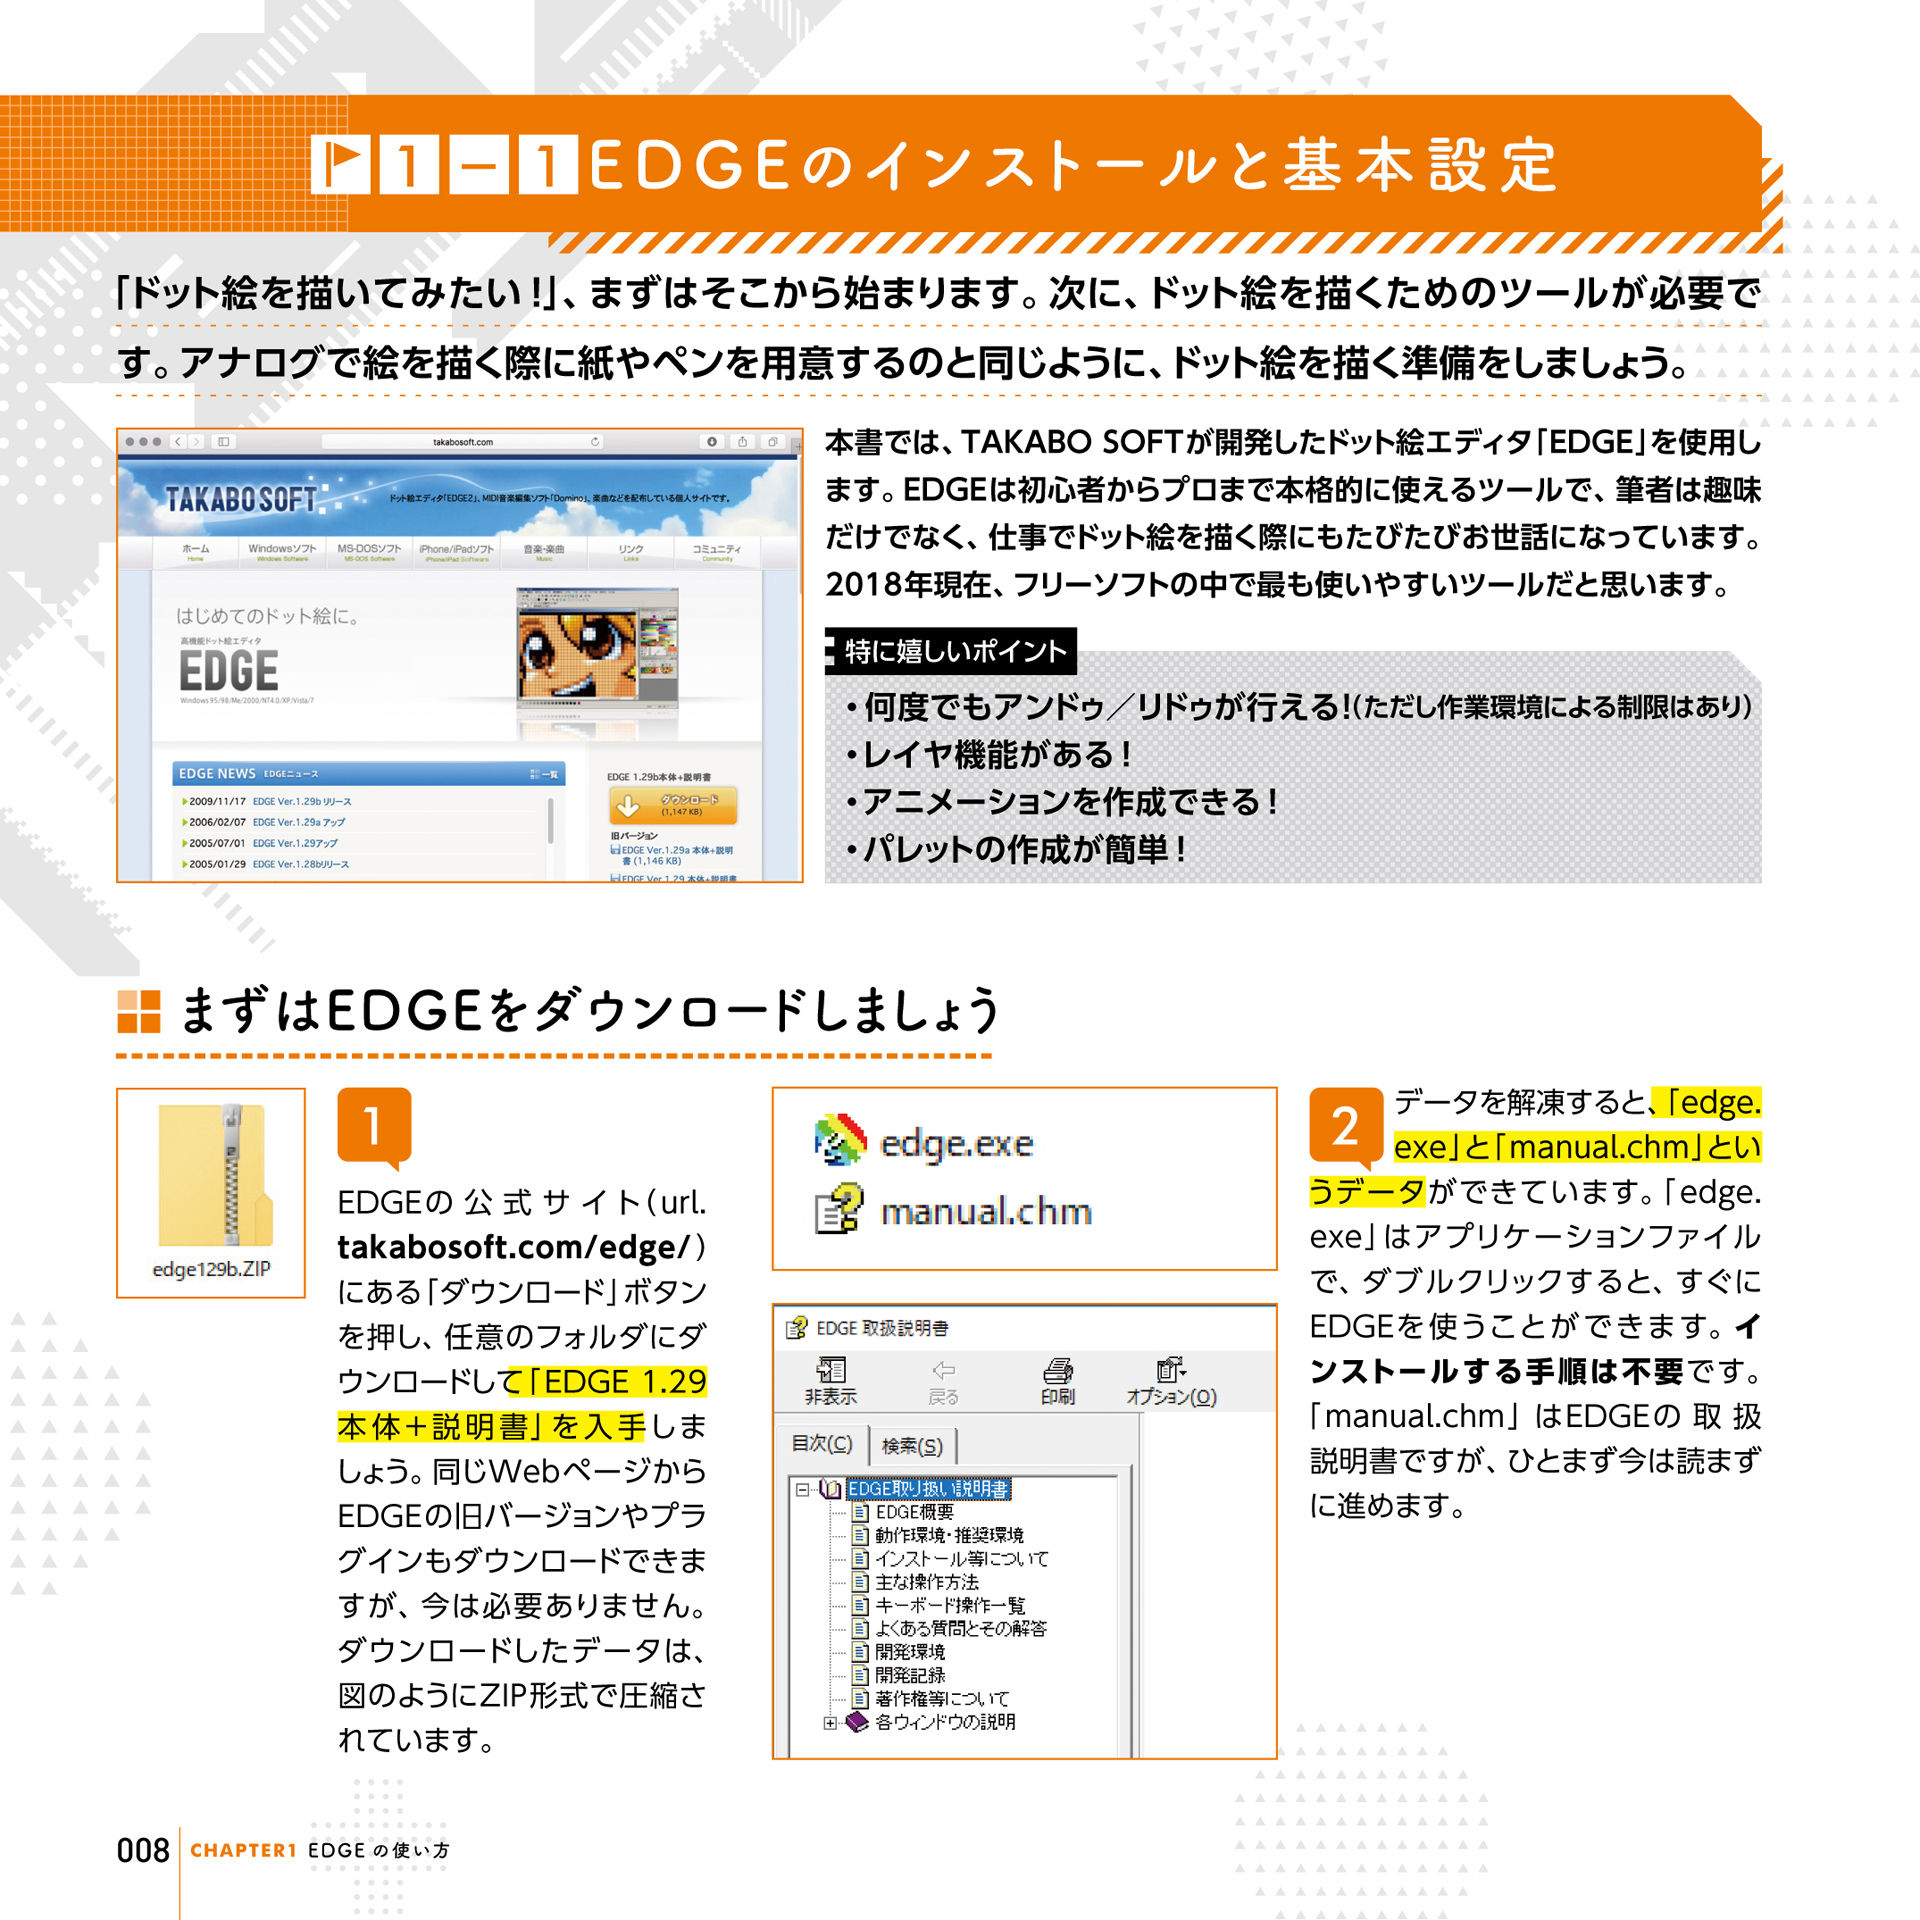 1-1 EDGEのインストールと基本設定
「ドット絵を描いてみたい！」、まずはそこから始まります。次に、ドット絵を描くためのツールが必要で
す。アナログで絵を描く際に紙やペンを用意するのと同じように、ドット絵を描く準備をしましょう。
takabosoft.com
TAKABO SOFT
ドット絵エディタ「EDGE2」、MIDI音楽編集ソフト「Domino」、楽曲などを配布している個人サイトです。
ホーム Windowsソフト MS-DOSソフト iPhone/iPadソフト 音楽・楽曲 リンク コミュニティ
Home Windows Software MS-DOS Software iPhone/iPad Software Music Links Community
はじめてのドット絵に。
高機能ドット絵エディタ
EDGE
Windows 95/98/Me/2000/NT4.0/XP/Vista/7
EDGE NEWS EDGEニュース 一覧
2009/11/17 EDGE Ver.1.29b リリース
2006/02/07 EDGE Ver.1.29a アップ
2005/07/01 EDGE Ver.1.29アップ
2005/01/29 EDGE Ver.1.28bリリース
EDGE 1.29b本体+説明書
ダウンロード
(1,147 KB)
旧バージョン
EDGE Ver.1.29a 本体+説明
書 (1,146 KB)
EDGE Ver.1.29 本体+説明書
本書では、TAKABO SOFTが開発したドット絵エディタ「EDGE」を使用し
ます。EDGEは初心者からプロまで本格的に使えるツールで、筆者は趣味
だけでなく、仕事でドット絵を描く際にもたびたびお世話になっています。
2018年現在、フリーソフトの中で最も使いやすいツールだと思います。
特に嬉しいポイント
・何度でもアンドゥ／リドゥが行える！（ただし作業環境による制限はあり）
・レイヤ機能がある！
・アニメーションを作成できる！
・パレットの作成が簡単！
まずはEDGEをダウンロードしましょう
edge129b.ZIP
1
EDGEの公式サイト（url.
takabosoft.com/edge/）
にある「ダウンロード」ボタン
を押し、任意のフォルダにダ
ウンロードして「EDGE 1.29
本体＋説明書」を入手しま
しょう。同じWebページから
EDGEの旧バージョンやプラ
グインもダウンロードできま
すが、今は必要ありません。
ダウンロードしたデータは、
図のようにZIP形式で圧縮さ
れています。
edge.exe
manual.chm
EDGE 取扱説明書
非表示 戻る 印刷 オプション(O)
目次(C) 検索(S)
EDGE取り扱い説明書
EDGE概要
動作環境・推奨環境
インストール等について
主な操作方法
キーボード操作一覧
よくある質問とその解答
開発環境
開発記録
著作権等について
各ウィンドウの説明
2
データを解凍すると、「edge.
exe」と「manual.chm」とい
うデータができています。「edge.
exe」はアプリケーションファイル
で、ダブルクリックすると、すぐに
EDGEを使うことができます。イ
ンストールする手順は不要です。
「manual.chm」はEDGEの取扱
説明書ですが、ひとまず今は読まず
に進めます。
008 CHAPTER1 EDGE の使い方